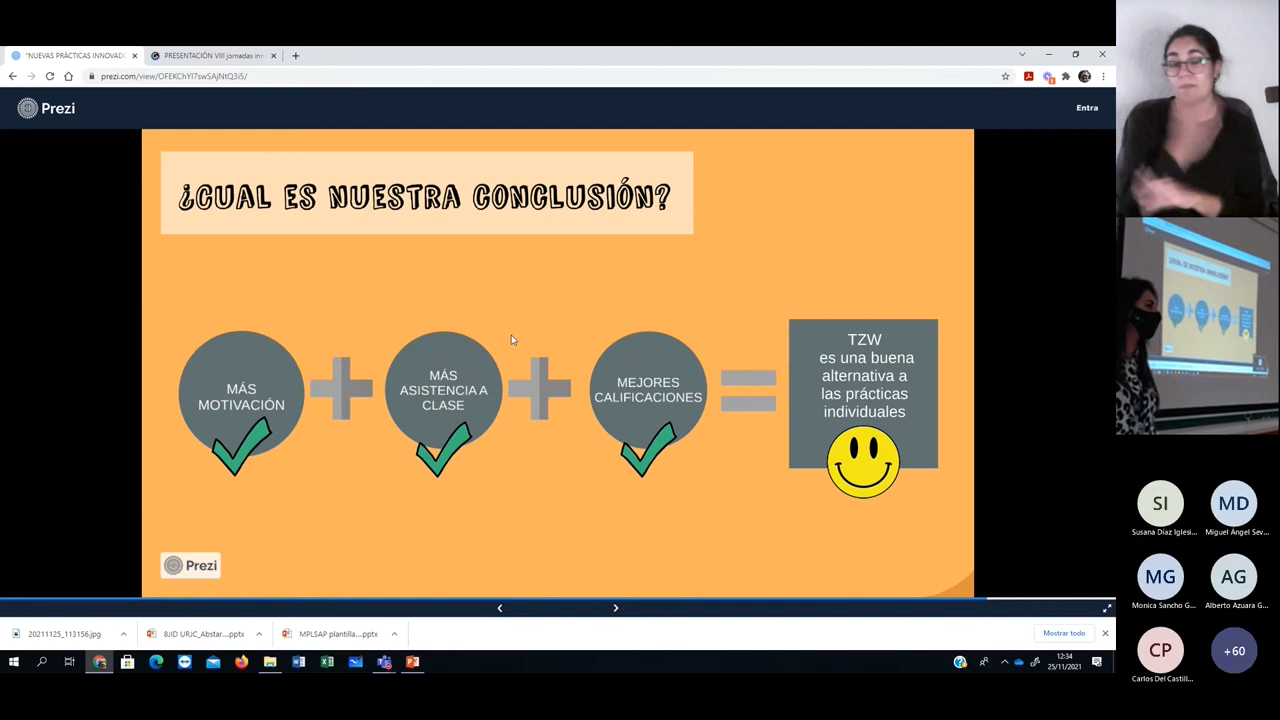 "NUEVAS PRÁCTICAS INNOVAD
PRESENTACIÓN VIII jornadas inn
prezi.com/view/OFEKChYI7swSAjNtQ3i5/
Prezi
Entra
¿CUAL ES NUESTRA CONCLUSIÓN?
MÁS
MOTIVACIÓN
MÁS
ASISTENCIA A
CLASE
MEJORES
CALIFICACIONES
TZW
es una buena
alternativa a
las prácticas
individuales
Prezi
20211125_113156.jpg
8JID URJC_Abstar....pptx
MPLSAP plantilla....pptx
Mostrar todo
12:34
25/11/2021
SI
Susana Díaz Iglesi...
MD
Miguel Ángel Sev...
MG
Monica Sancho G...
AG
Alberto Azuara G...
CP
Carlos Del Castill...
+60